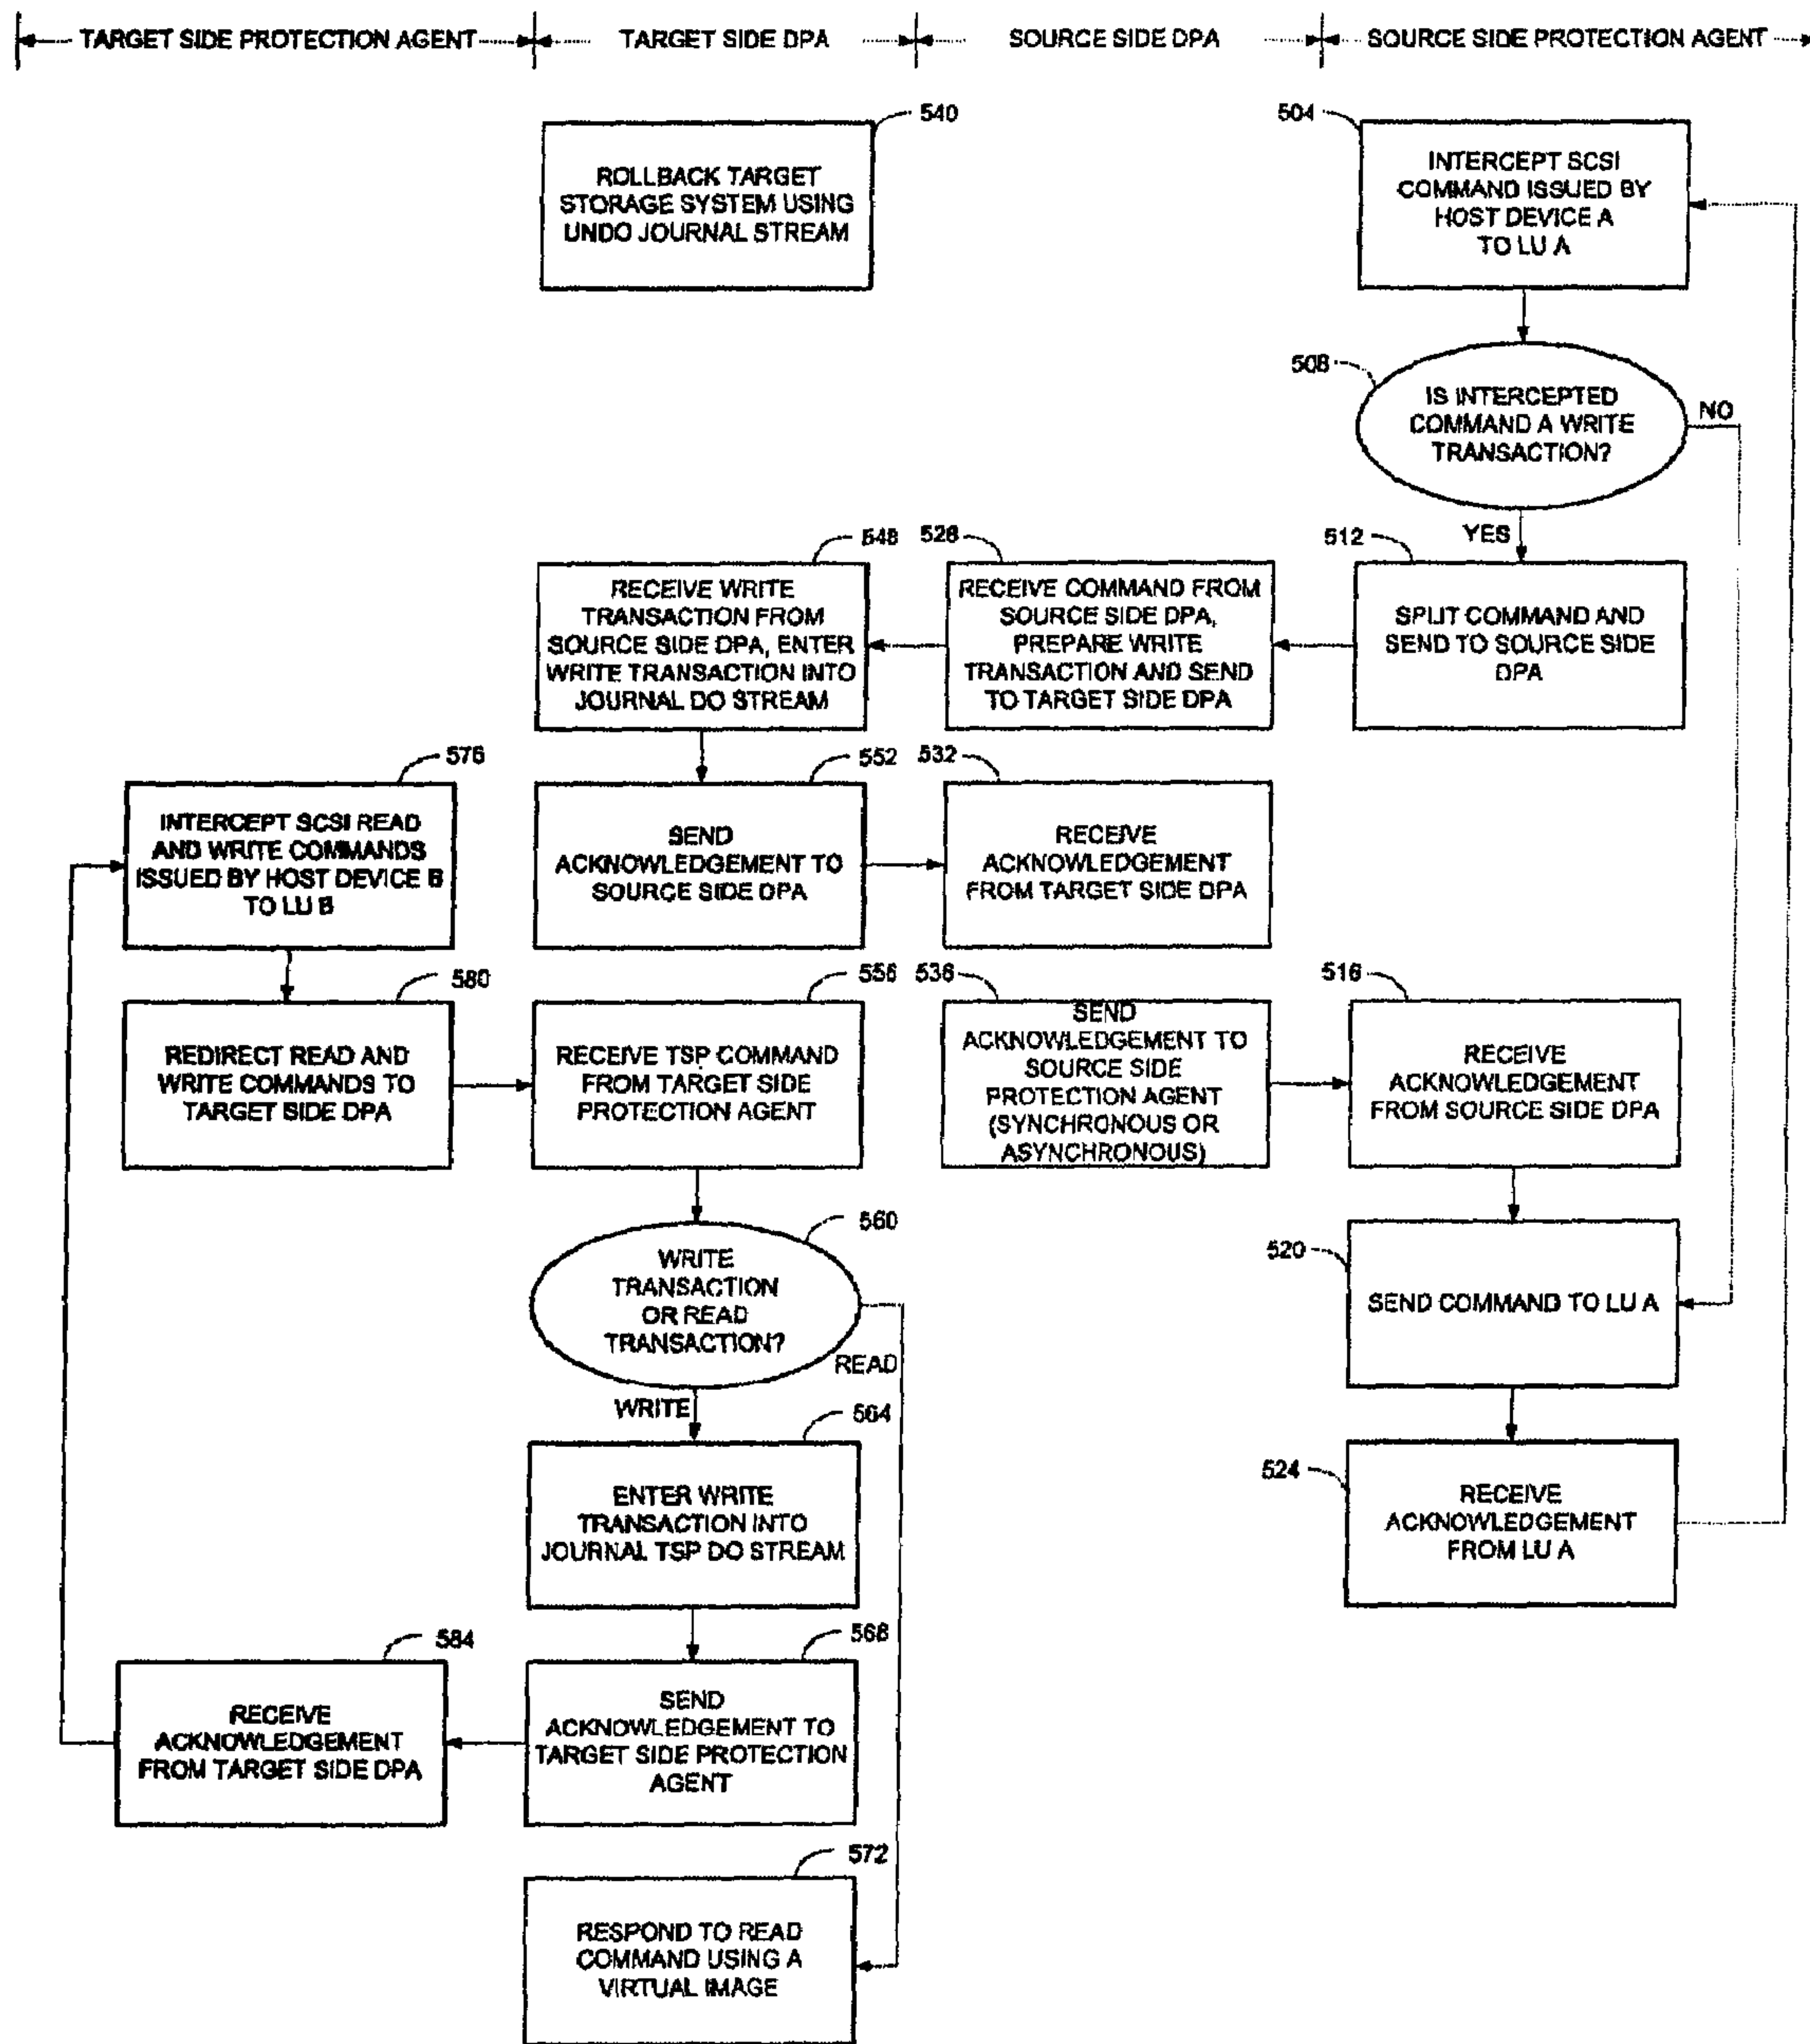 TARGET SIDE PROTECTION AGENT
TARGET SIDE DPA
SOURCE SIDE DPA
SOURCE SIDE PROTECTION AGENT
540
ROLLBACK TARGET
STORAGE SYSTEM USING
UNDO JOURNAL STREAM
504
INTERCEPT SCSI
COMMAND ISSUED BY
HOST DEVICE A
TO LU A
508
IS INTERCEPTED
COMMAND A WRITE
TRANSACTION?
NO
YES
548
RECEIVE WRITE
TRANSACTION FROM
SOURCE SIDE DPA, ENTER
WRITE TRANSACTION INTO
JOURNAL DO STREAM
528
RECEIVE COMMAND FROM
SOURCE SIDE DPA,
PREPARE WRITE
TRANSACTION AND SEND
TO TARGET SIDE DPA
512
SPLIT COMMAND AND
SEND TO SOURCE SIDE
DPA
576
INTERCEPT SCSI READ
AND WRITE COMMANDS
ISSUED BY HOST DEVICE B
TO LU B
552
SEND
ACKNOWLEDGEMENT TO
SOURCE SIDE DPA
532
RECEIVE
ACKNOWLEDGEMENT
FROM TARGET SIDE DPA
580
REDIRECT READ AND
WRITE COMMANDS TO
TARGET SIDE DPA
556
RECEIVE TSP COMMAND
FROM TARGET SIDE
PROTECTION AGENT
536
SEND
ACKNOWLEDGEMENT TO
SOURCE SIDE
PROTECTION AGENT
(SYNCHRONOUS OR
ASYNCHRONOUS)
516
RECEIVE
ACKNOWLEDGEMENT
FROM SOURCE SIDE DPA
560
WRITE
TRANSACTION
OR READ
TRANSACTION?
READ
WRITE
520
SEND COMMAND TO LU A
564
ENTER WRITE
TRANSACTION INTO
JOURNAL TSP DO STREAM
524
RECEIVE
ACKNOWLEDGEMENT
FROM LU A
584
RECEIVE
ACKNOWLEDGEMENT
FROM TARGET SIDE DPA
568
SEND
ACKNOWLEDGEMENT TO
TARGET SIDE PROTECTION
AGENT
572
RESPOND TO READ
COMMAND USING A
VIRTUAL IMAGE